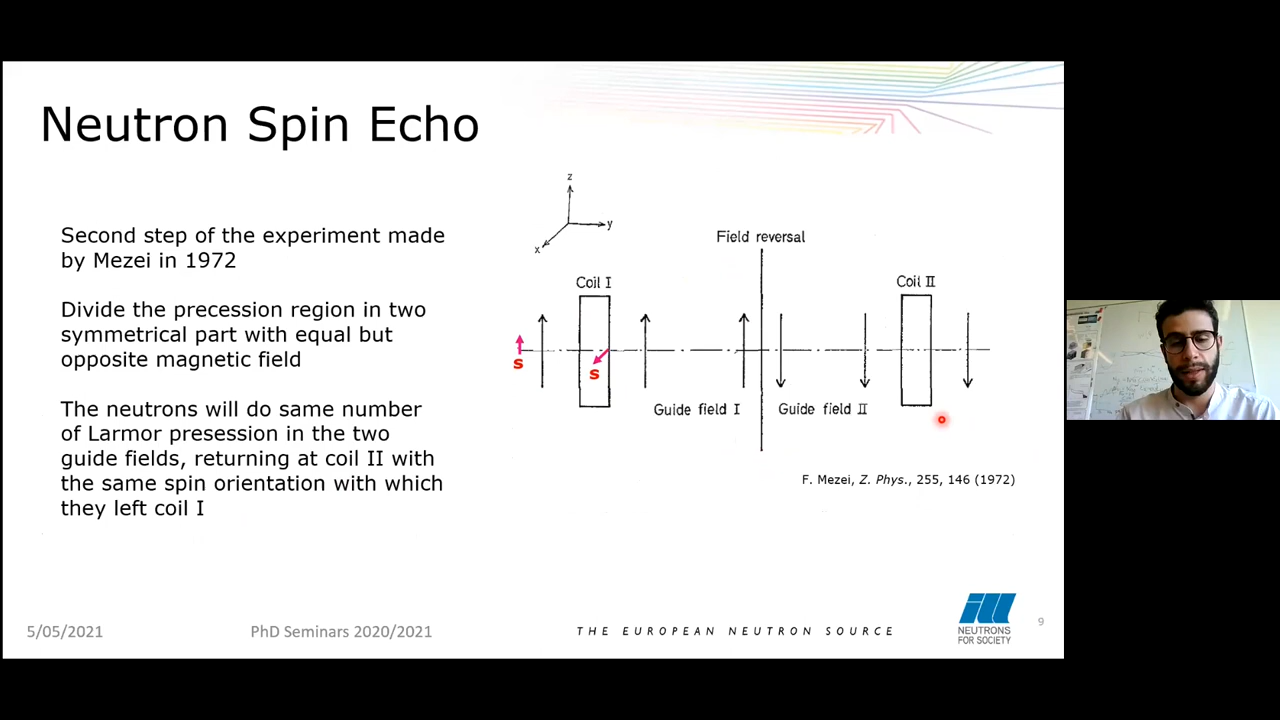 Neutron Spin Echo
Second step of the experiment made
by Mezei in 1972
Divide the precession region in two
symmetrical part with equal but
opposite magnetic field
The neutrons will do same number
of Larmor presession in the two
guide fields, returning at coil II with
the same spin orientation with which
they left coil I
z
y
x
Field reversal
Coil I
Coil II
s
s
Guide field I
Guide field II
F. Mezei, Z. Phys., 255, 146 (1972)
5/05/2021
PhD Seminars 2020/2021
THE EUROPEAN NEUTRON SOURCE
ill
NEUTRONS
FOR SOCIETY
9